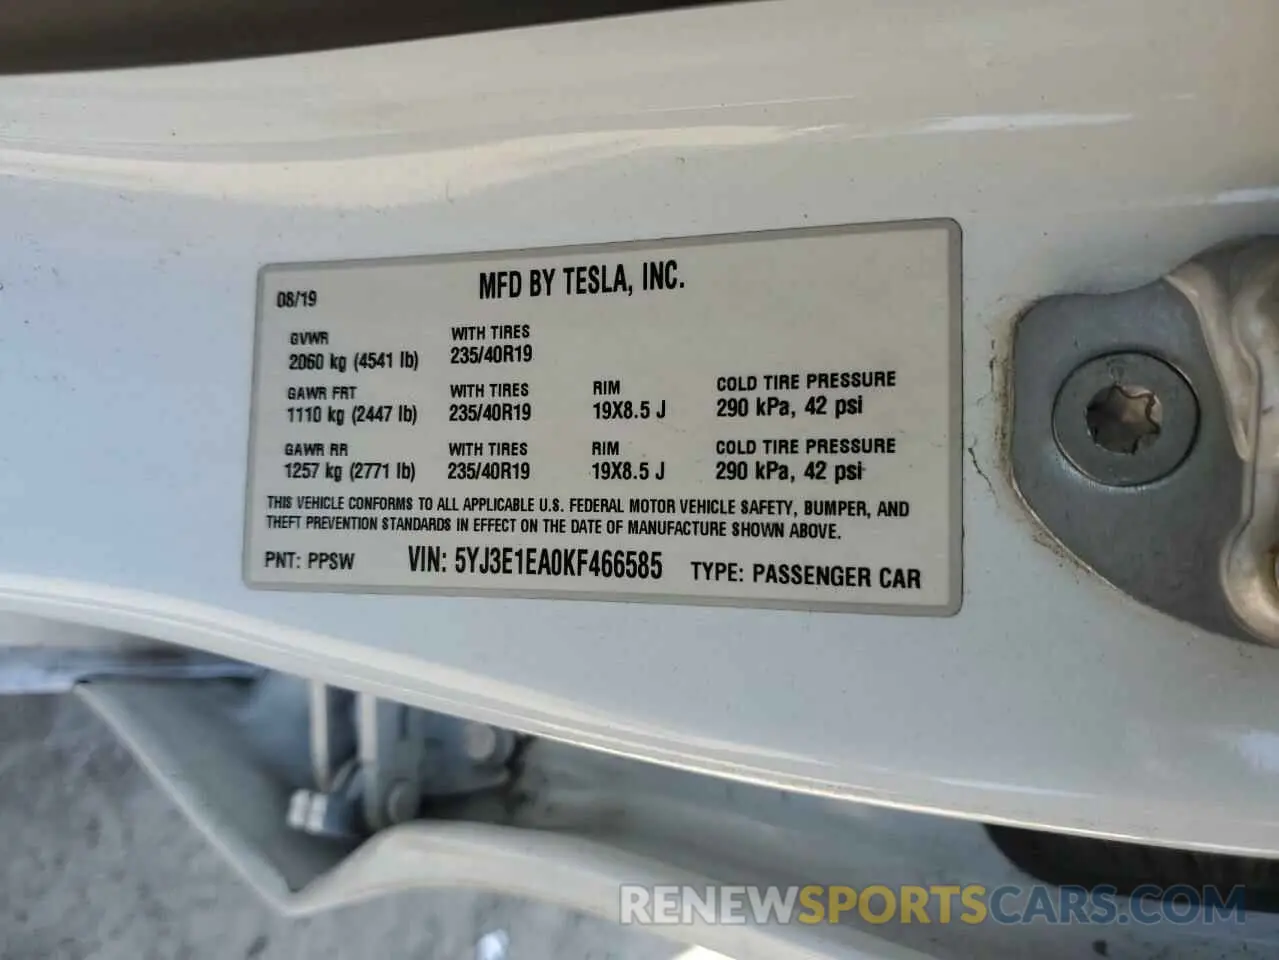 MFD BY TESLA, INC.
08/19
GVWR WITH TIRES
2060 kg (4541 lb) 235/40R19
GAWR FRT WITH TIRES RIM COLD TIRE PRESSURE
1110 kg (2447 lb) 235/40R19 19X8.5 J 290 kPa, 42 psi
GAWR RR WITH TIRES RIM COLD TIRE PRESSURE
1257 kg (2771 lb) 235/40R19 19X8.5 J 290 kPa, 42 psi
THIS VEHICLE CONFORMS TO ALL APPLICABLE U.S. FEDERAL MOTOR VEHICLE SAFETY, BUMPER, AND
THEFT PREVENTION STANDARDS IN EFFECT ON THE DATE OF MANUFACTURE SHOWN ABOVE.
PNT: PPSW VIN: 5YJ3E1EA0KF466585 TYPE: PASSENGER CAR
RENEWSPORTSCARS.COM